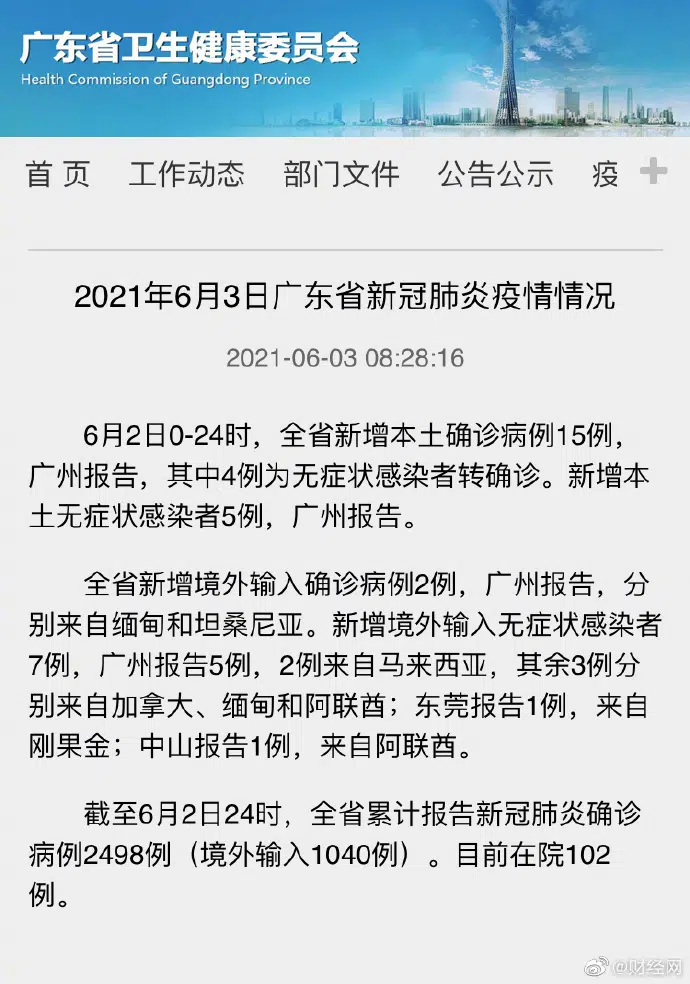 广东省卫生健康委员会
Health Commission of Guangdong Province
首 页 工作动态 部门文件 公告公示 疫
2021年6月3日广东省新冠肺炎疫情情况
2021-06-03 08:28:16
6月2日0-24时，全省新增本土确诊病例15例，
广州报告，其中4例为无症状感染者转确诊。新增本
土无症状感染者5例，广州报告。
全省新增境外输入确诊病例2例，广州报告，分
别来自缅甸和坦桑尼亚。新增境外输入无症状感染者
7例，广州报告5例，2例来自马来西亚，其余3例分
别来自加拿大、缅甸和阿联酋；东莞报告1例，来自
刚果金；中山报告1例，来自阿联酋。
截至6月2日24时，全省累计报告新冠肺炎确诊
病例2498例（境外输入1040例）。目前在院102
例。
@财经网